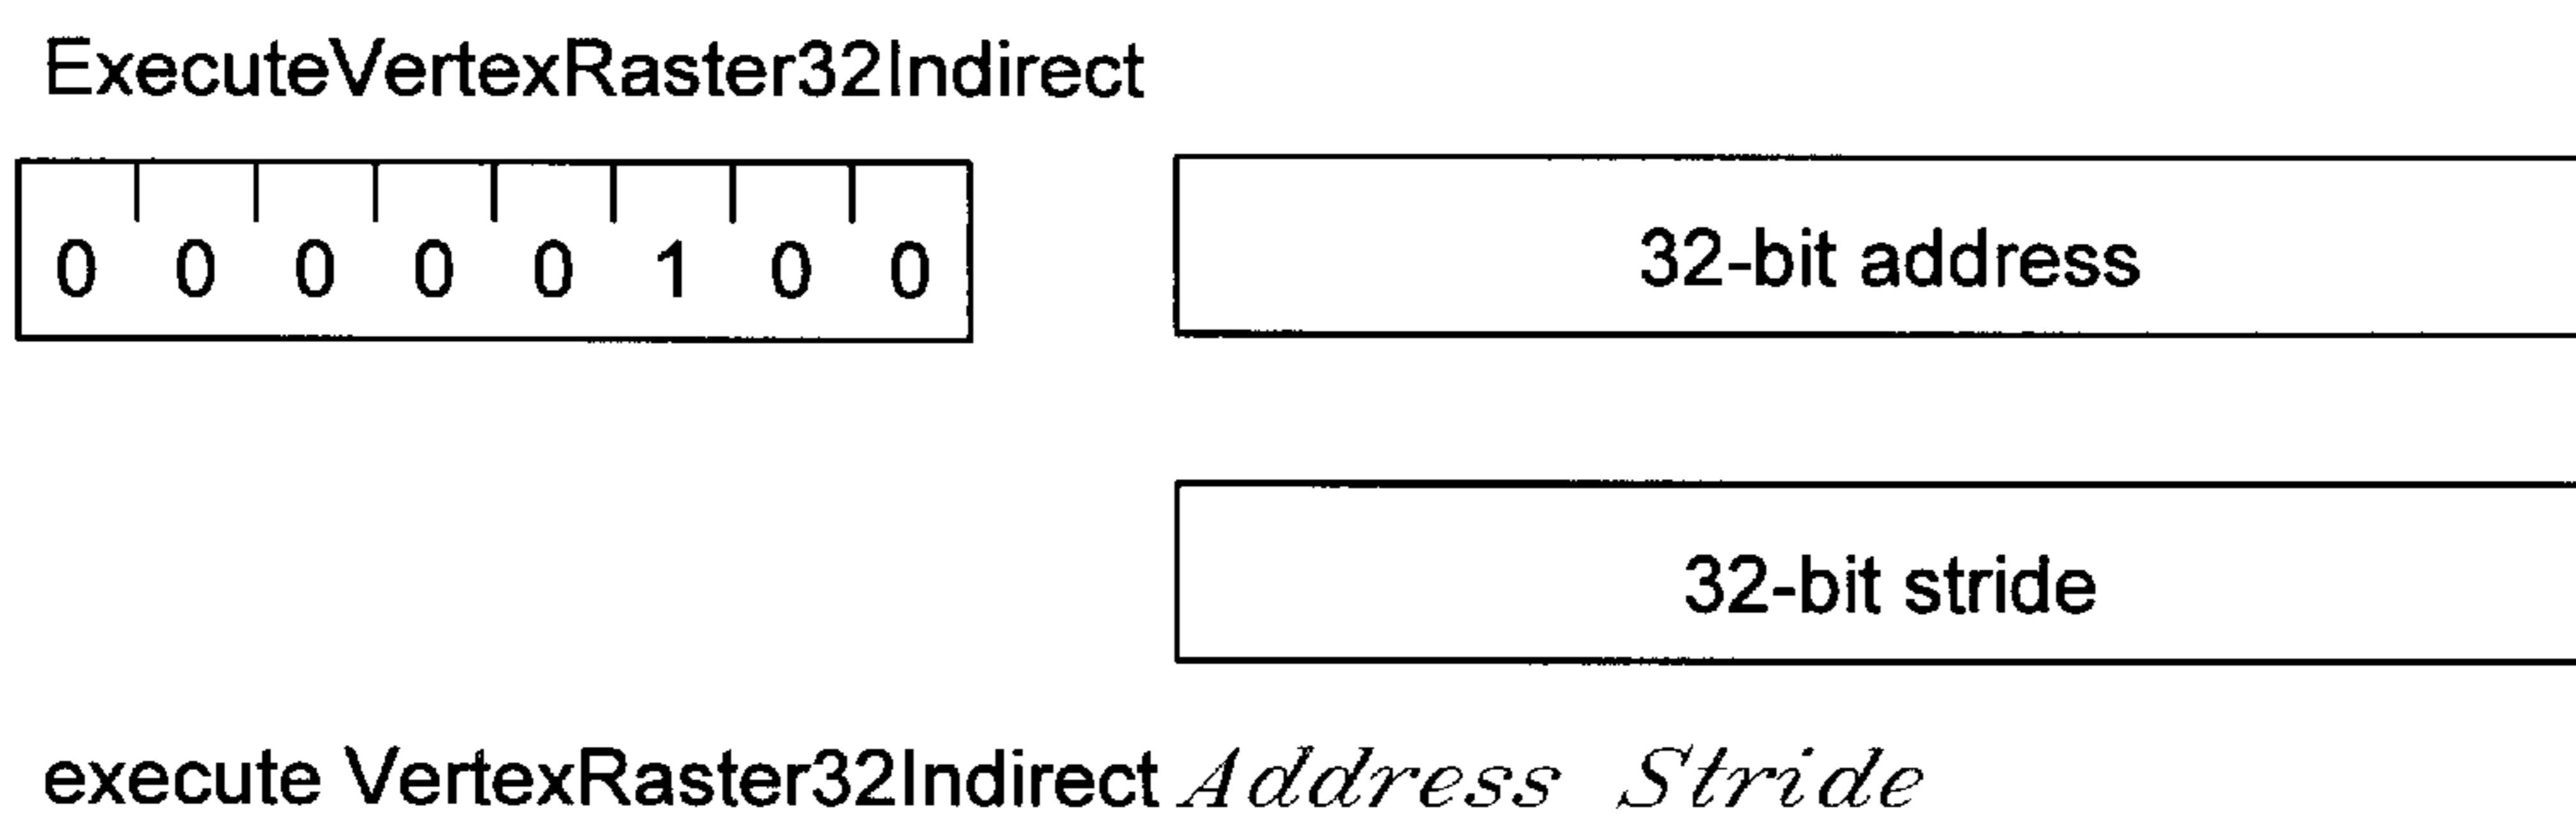 ExecuteVertexRaster32Indirect
0 0 0 0 0 1 0 0
32-bit address
32-bit stride
execute VertexRaster32Indirect Address Stride